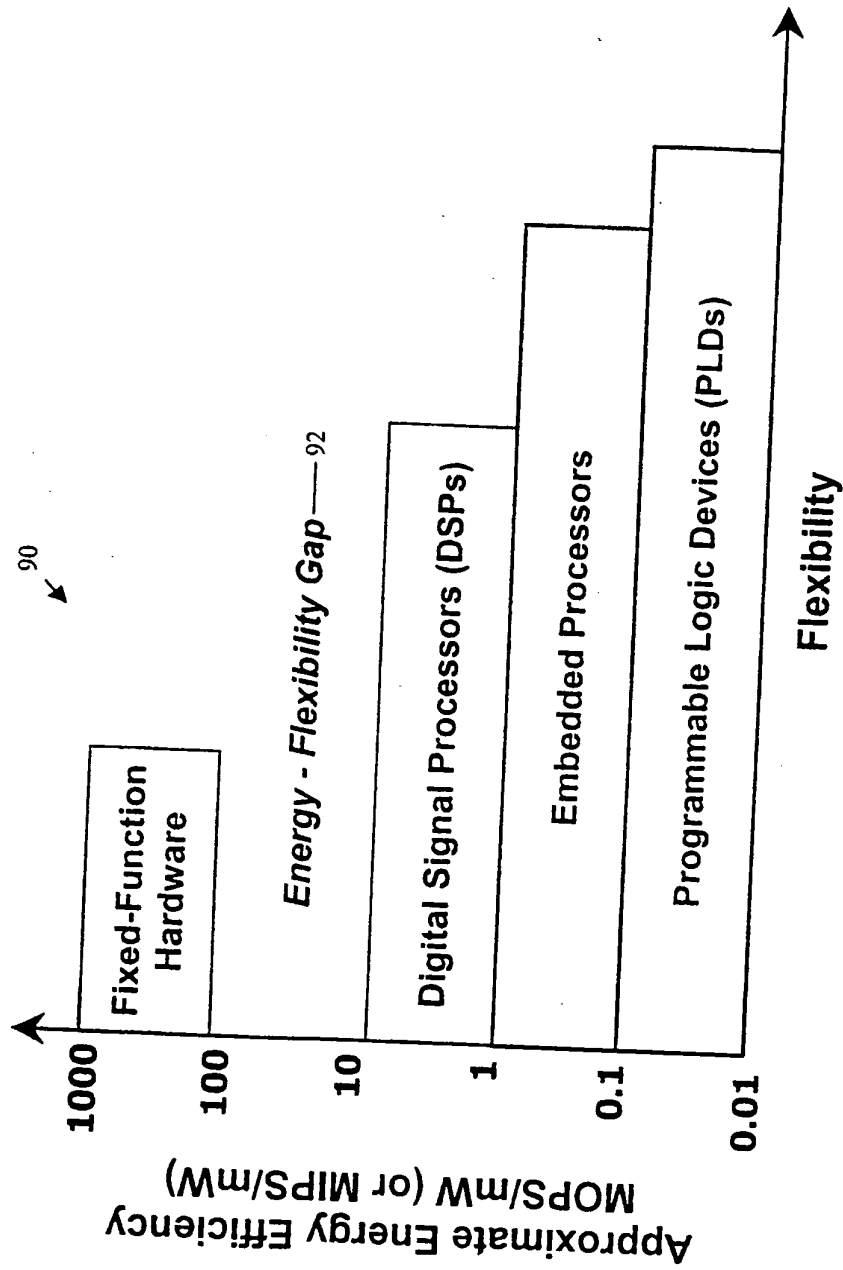 90
Approximate Energy Efficiency
MOPS/mW (or MIPS/mW)
1000
Fixed-Function
Hardware
100
Energy - Flexibility Gap
92
10
Digital Signal Processors (DSPs)
1
Embedded Processors
0.1
Programmable Logic Devices (PLDs)
0.01
Flexibility